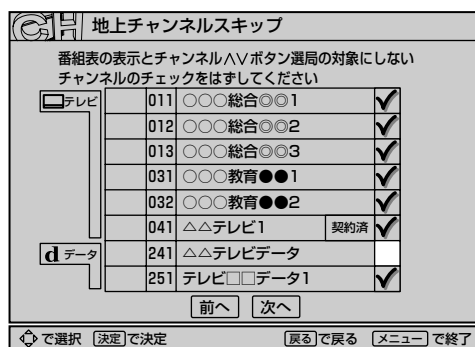 CH 地上チャンネルスキップ
番組表の表示とチャンネル∧∨ボタン選局の対象にしない
チャンネルのチェックをはずしてください
テレビ
011 ○○○総合◎◎1
012 ○○○総合◎◎2
013 ○○○総合◎◎3
031 ○○○教育●●1
032 ○○○教育●●2
041 △△テレビ1 契約済
d データ
241 △△テレビデータ
251 テレビ□□データ1
前へ 次へ
で選択 決定で決定 戻るで戻る メニューで終了